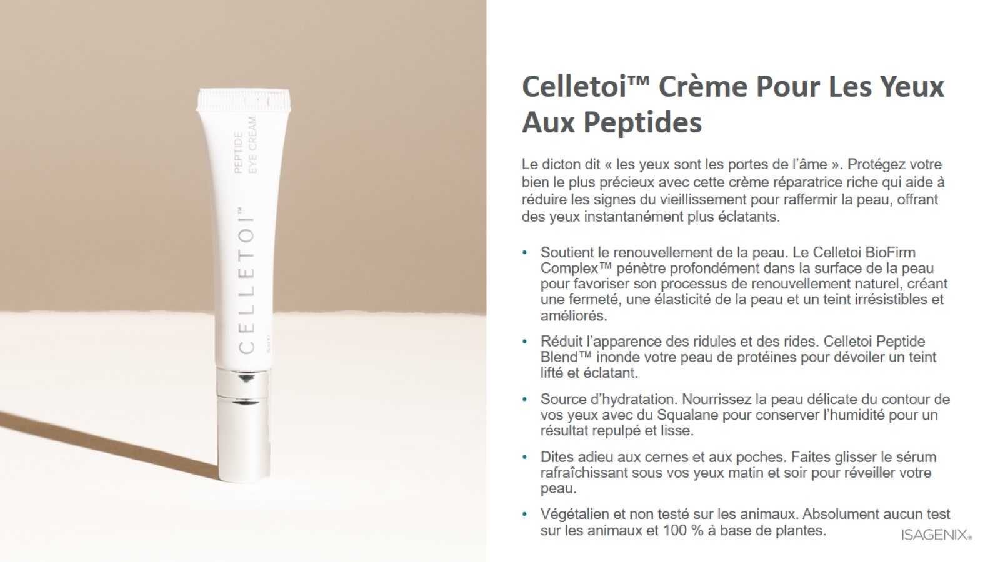 PEPTIDE
EYE CREAM
CELLETOI™
Celletoi™ Crème Pour Les Yeux
Aux Peptides
Le dicton dit « les yeux sont les portes de l’âme ». Protégez votre
bien le plus précieux avec cette crème réparatrice riche qui aide à
réduire les signes du vieillissement pour raffermir la peau, offrant
des yeux instantanément plus éclatants.
• Soutient le renouvellement de la peau. Le Celletoi BioFirm
Complex™ pénètre profondément dans la surface de la peau
pour favoriser son processus de renouvellement naturel, créant
une fermeté, une élasticité de la peau et un teint irrésistibles et
améliorés.
• Réduit l’apparence des ridules et des rides. Celletoi Peptide
Blend™ inonde votre peau de protéines pour dévoiler un teint
lifté et éclatant.
• Source d’hydratation. Nourrissez la peau délicate du contour de
vos yeux avec du Squalane pour conserver l’humidité pour un
résultat repulpé et lisse.
• Dites adieu aux cernes et aux poches. Faites glisser le sérum
rafraîchissant sous vos yeux matin et soir pour réveiller votre
peau.
• Végétalien et non testé sur les animaux. Absolument aucun test
sur les animaux et 100 % à base de plantes.
ISAGENIX®